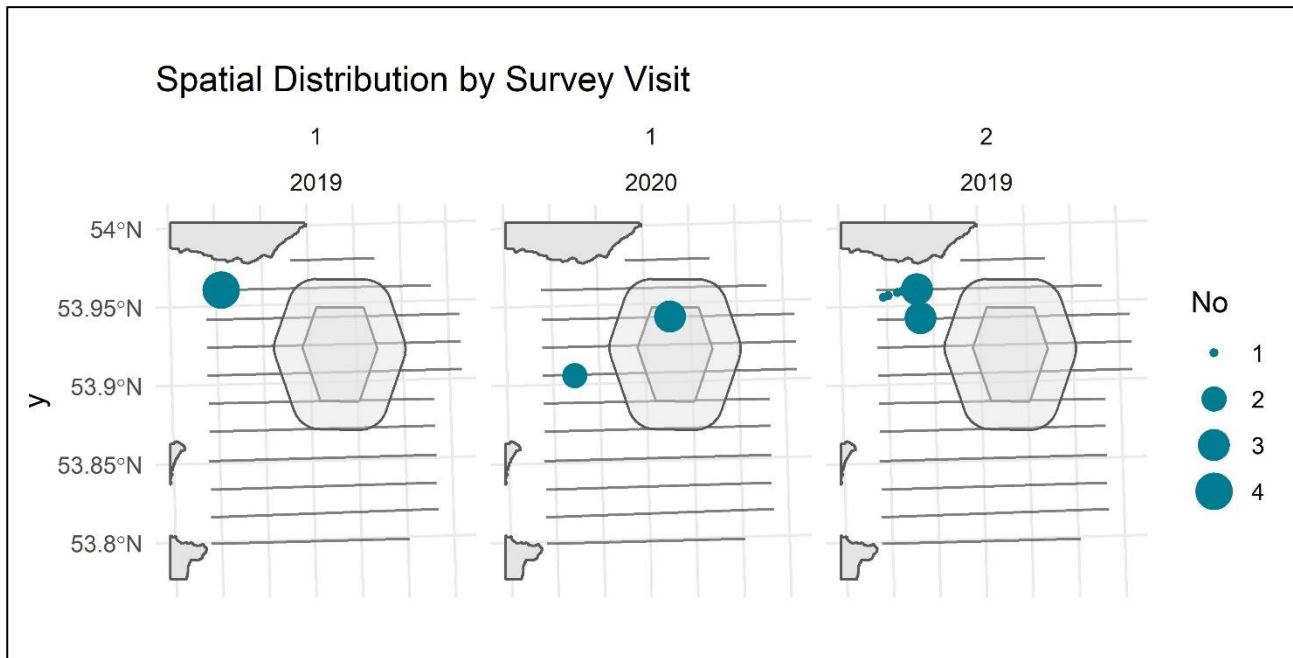 Spatial Distribution by Survey Visit
1 1 2
2019 2020 2019
54°N
53.95°N
53.9°N
53.85°N
53.8°N
y
No
1
2
3
4